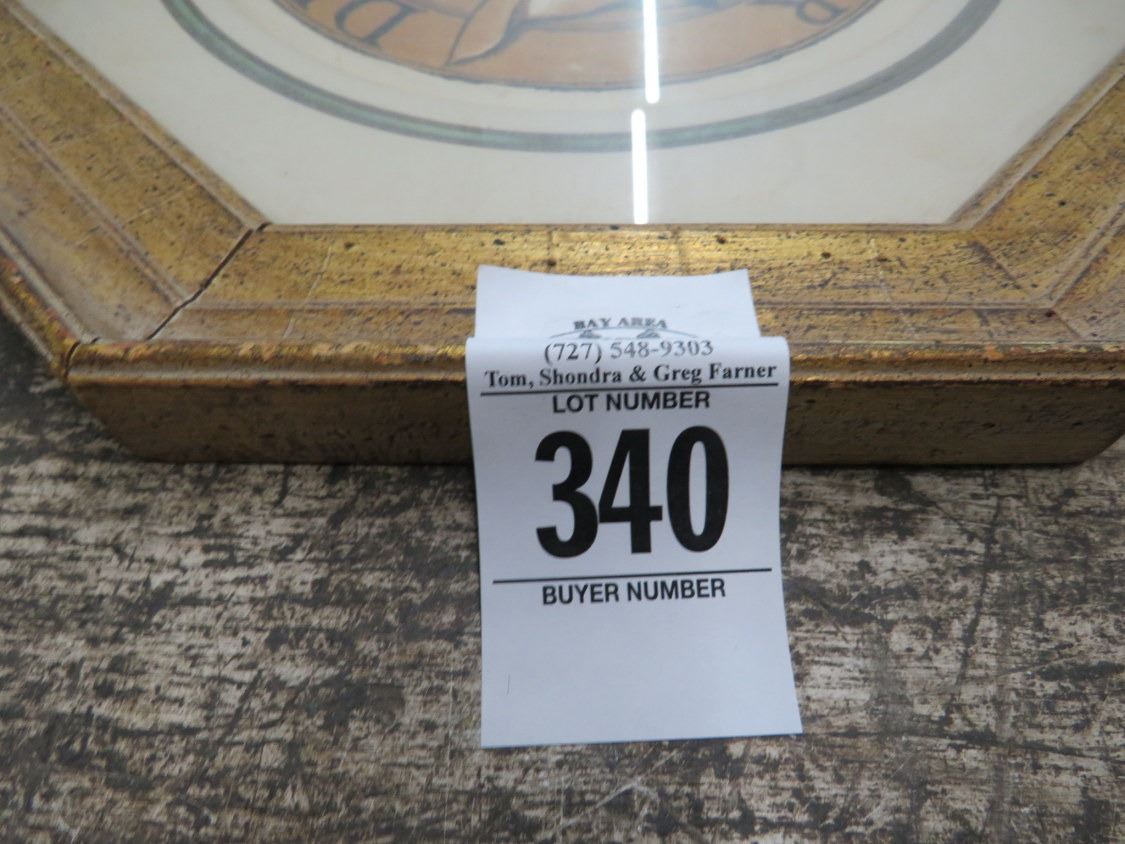 BAY AREA
(727) 548-9303
Tom, Shondra & Greg Farner
LOT NUMBER
340
BUYER NUMBER